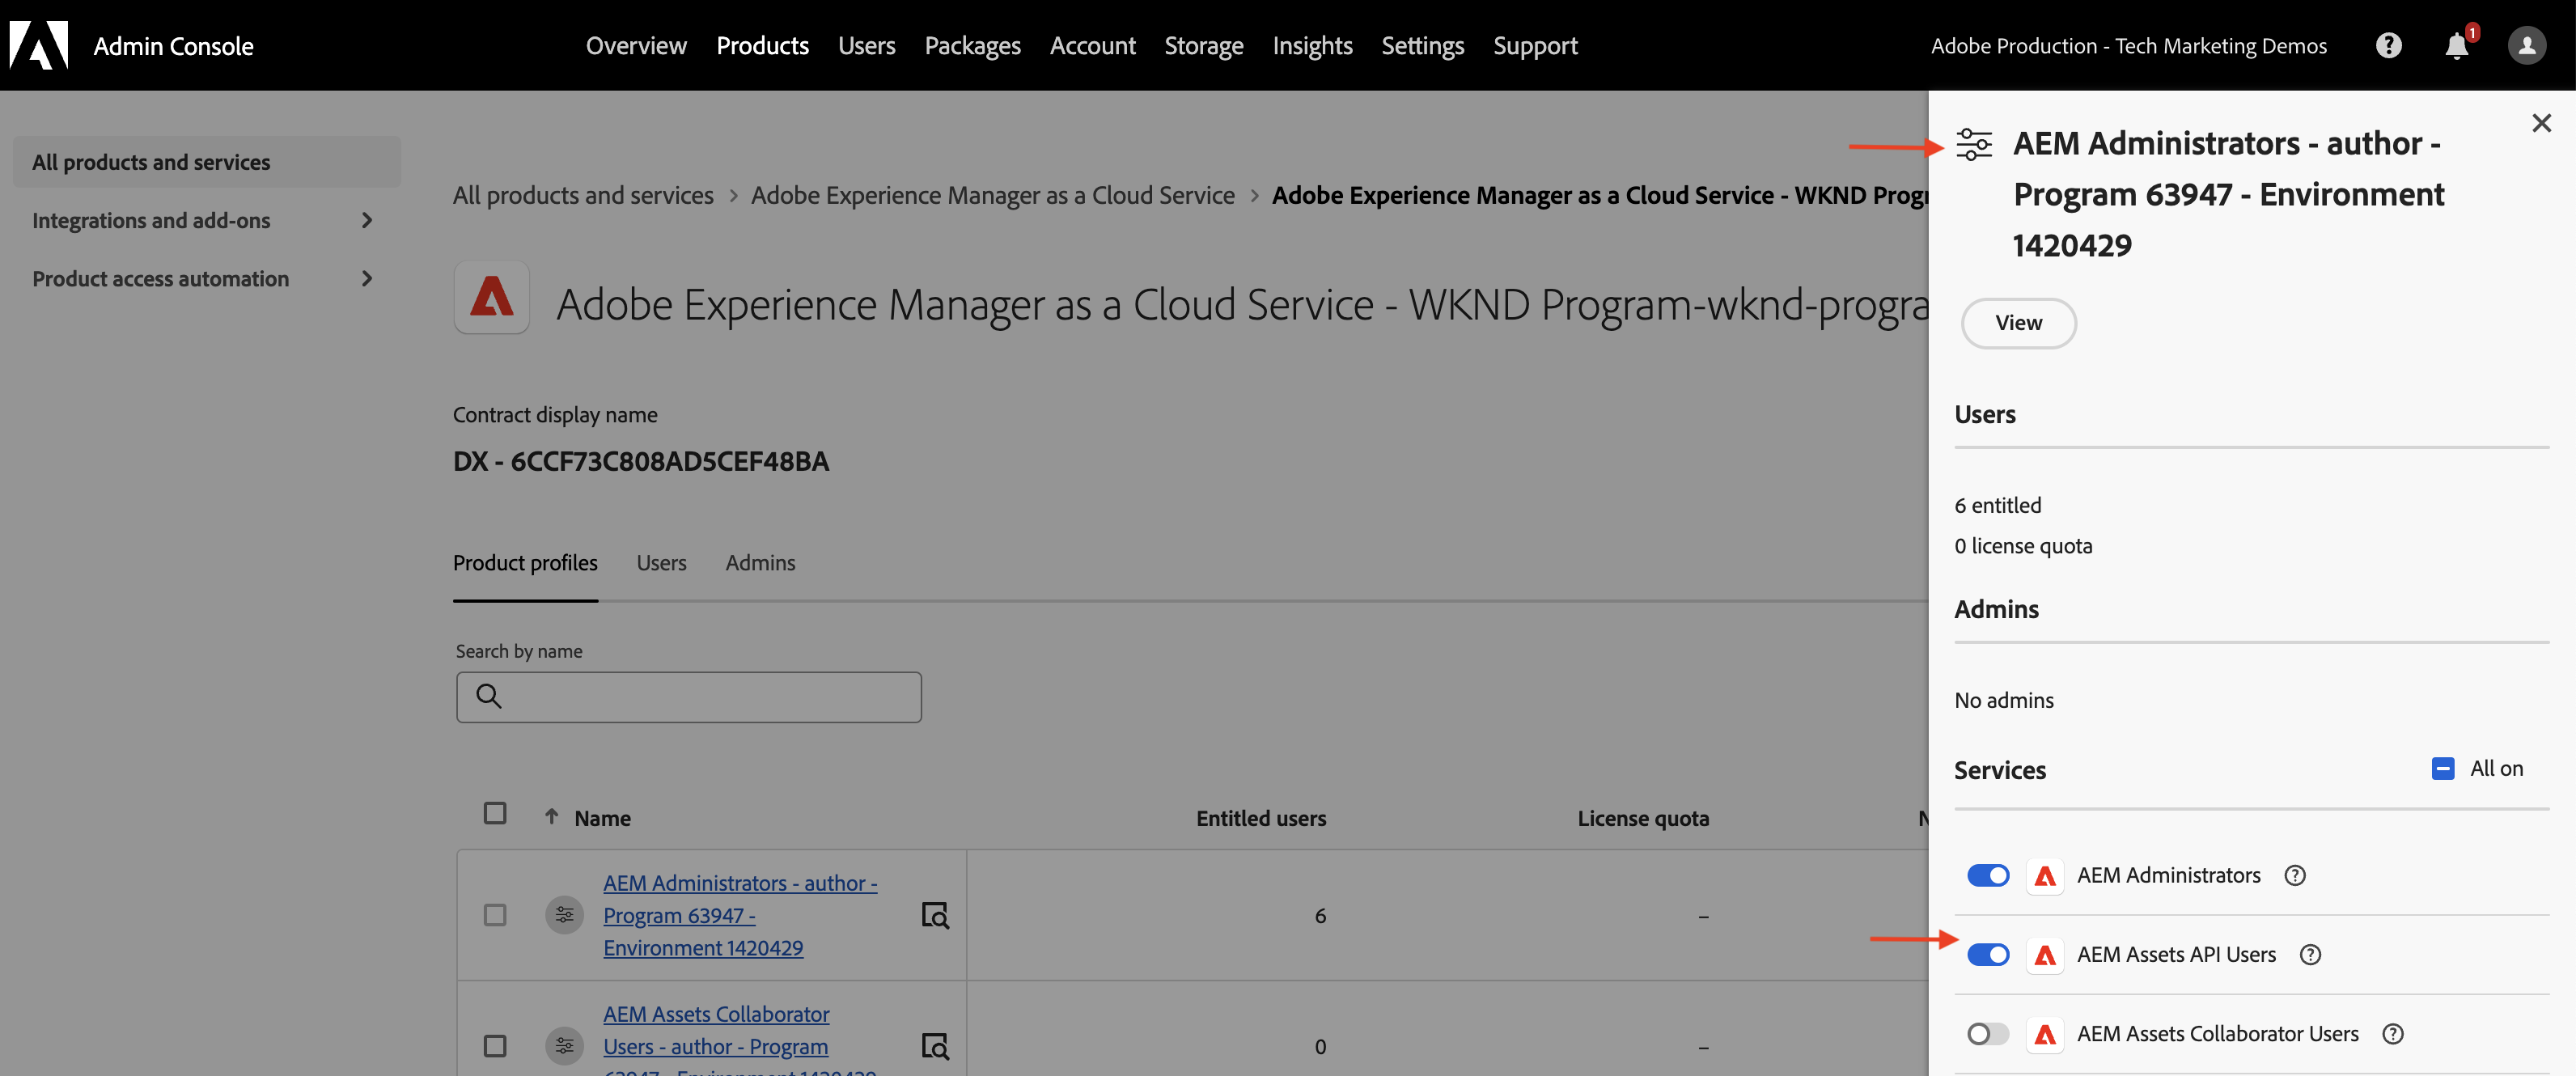 Admin Console
Overview Products Users Packages Account Storage Insights Settings Support
Adobe Production - Tech Marketing Demos
1
All products and services
Integrations and add-ons
Product access automation
All products and services > Adobe Experience Manager as a Cloud Service > Adobe Experience Manager as a Cloud Service - WKND Progr
Adobe Experience Manager as a Cloud Service - WKND Program-wknd-progra
Contract display name
DX - 6CCF73C808AD5CEF48BA
Product profiles Users Admins
Search by name
Name Entitled users License quota N
AEM Administrators - author -
Program 63947 -
Environment 1420429
6 –
AEM Assets Collaborator
Users - author - Program
63947 - Environment 1420429
0 –
AEM Administrators - author -
Program 63947 - Environment
1420429
View
Users
6 entitled
0 license quota
Admins
No admins
Services All on
AEM Administrators
AEM Assets API Users
AEM Assets Collaborator Users